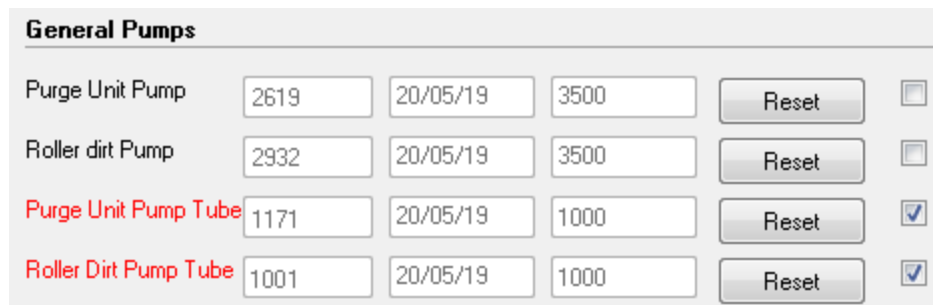 General Pumps
Purge Unit Pump 2619 20/05/19 3500 Reset
Roller dirt Pump 2932 20/05/19 3500 Reset
Purge Unit Pump Tube 1171 20/05/19 1000 Reset
Roller Dirt Pump Tube 1001 20/05/19 1000 Reset